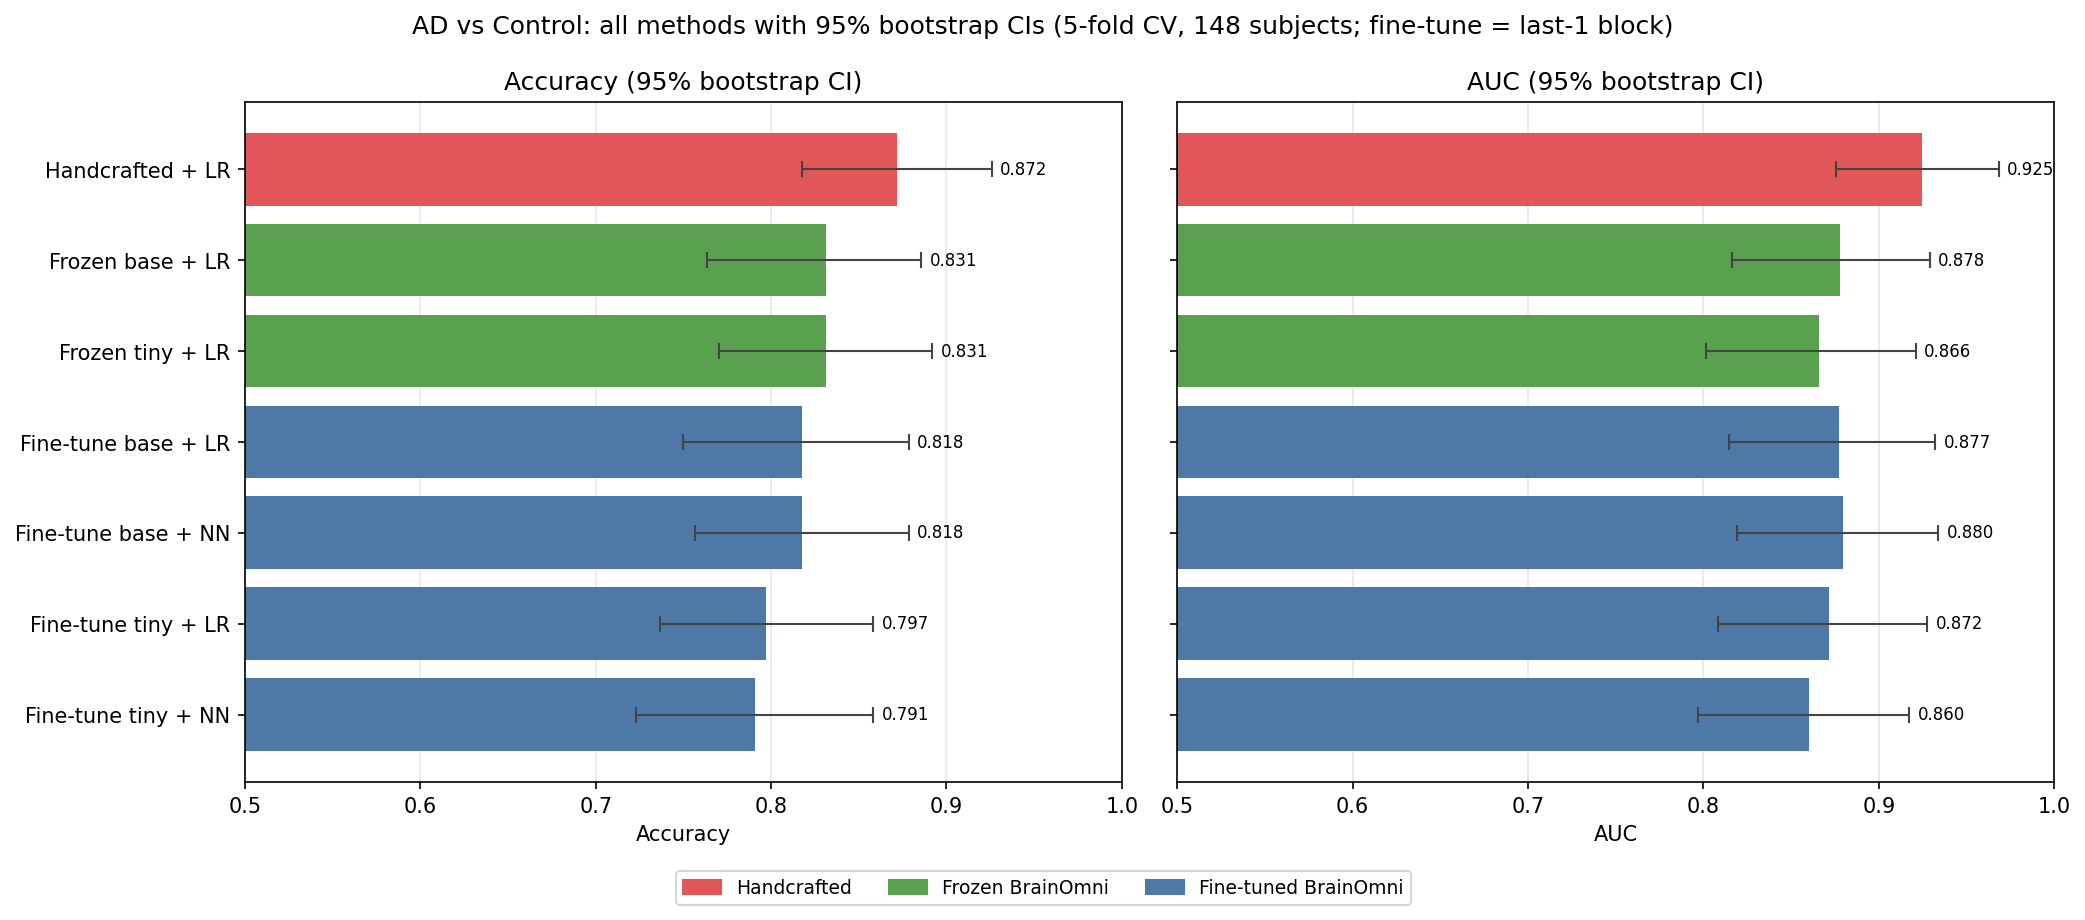 AD vs Control: all methods with 95% bootstrap CIs (5-fold CV, 148 subjects; fine-tune = last-1 block)
Accuracy (95% bootstrap CI)
Handcrafted + LR
0.872
Frozen base + LR
0.831
Frozen tiny + LR
0.831
Fine-tune base + LR
0.818
Fine-tune base + NN
0.818
Fine-tune tiny + LR
0.797
Fine-tune tiny + NN
0.791
0.5 0.6 0.7 0.8 0.9 1.0
Accuracy
AUC (95% bootstrap CI)
0.925
0.878
0.866
0.877
0.880
0.872
0.860
0.5 0.6 0.7 0.8 0.9 1.0
AUC
Handcrafted Frozen BrainOmni Fine-tuned BrainOmni